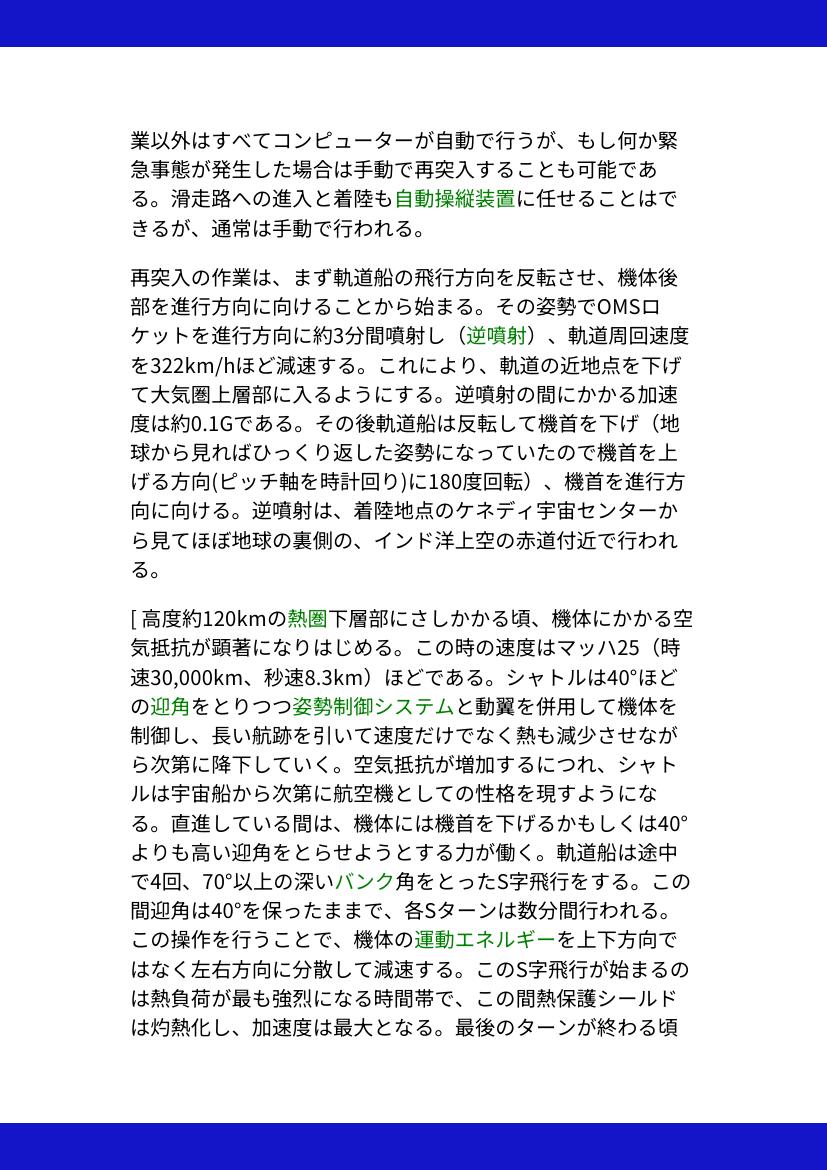 業以外はすべてコンピューターが自動で行うが、もし何か緊
急事態が発生した場合は手動で再突入することも可能であ
る。滑走路への進入と着陸も自動操縦装置に任せることはで
きるが、通常は手動で行われる。
再突入の作業は、まず軌道船の飛行方向を反転させ、機体後
部を進行方向に向けることから始まる。その姿勢でOMSロ
ケットを進行方向に約3分間噴射し（逆噴射）、軌道周回速度
を322km/hほど減速する。これにより、軌道の近地点を下げ
て大気圏上層部に入るようにする。逆噴射の間にかかる加速
度は約0.1Gである。その後軌道船は反転して機首を下げ（地
球から見ればひっくり返した姿勢になっていたので機首を上
げる方向(ピッチ軸を時計回り)に180度回転）、機首を進行方
向に向ける。逆噴射は、着陸地点のケネディ宇宙センターか
ら見てほぼ地球の裏側の、インド洋上空の赤道付近で行われ
る。
[ 高度約120kmの熱圏下層部にさしかかる頃、機体にかかる空
気抵抗が顕著になりはじめる。この時の速度はマッハ25（時
速30,000km、秒速8.3km）ほどである。シャトルは40°ほど
の迎角をとりつつ姿勢制御システムと動翼を併用して機体を
制御し、長い航跡を引いて速度だけでなく熱も減少させなが
ら次第に降下していく。空気抵抗が増加するにつれ、シャト
ルは宇宙船から次第に航空機としての性格を現すようにな
る。直進している間は、機体には機首を下げるかもしくは40°
よりも高い迎角をとらせようとする力が働く。軌道船は途中
で4回、70°以上の深いバンク角をとったS字飛行をする。この
間迎角は40°を保ったままで、各Sターンは数分間行われる。
この操作を行うことで、機体の運動エネルギーを上下方向で
はなく左右方向に分散して減速する。このS字飛行が始まるの
は熱負荷が最も強烈になる時間帯で、この間熱保護シールド
は灼熱化し、加速度は最大となる。最後のターンが終わる頃